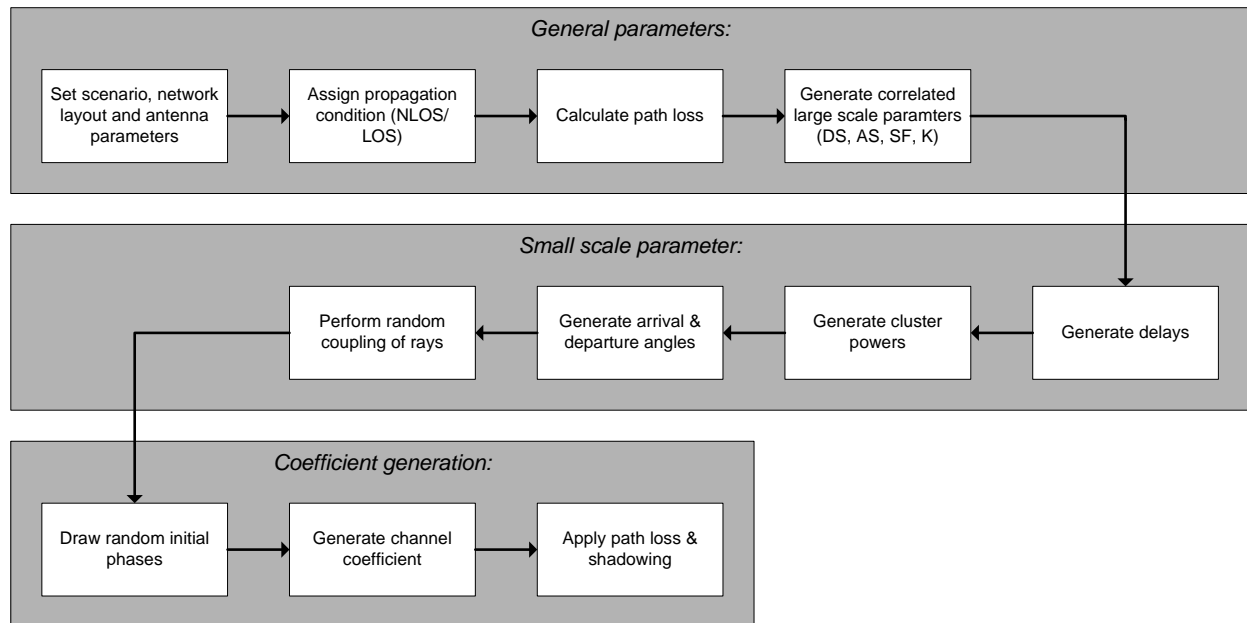 General parameters:
Set scenario, network
layout and antenna
parameters
Assign propagation
condition (NLOS/
LOS)
Calculate path loss
Generate correlated
large scale paramters
(DS, AS, SF, K)
Small scale parameter:
Perform random
coupling of rays
Generate arrival &
departure angles
Generate cluster
powers
Generate delays
Coefficient generation:
Draw random initial
phases
Generate channel
coefficient
Apply path loss &
shadowing